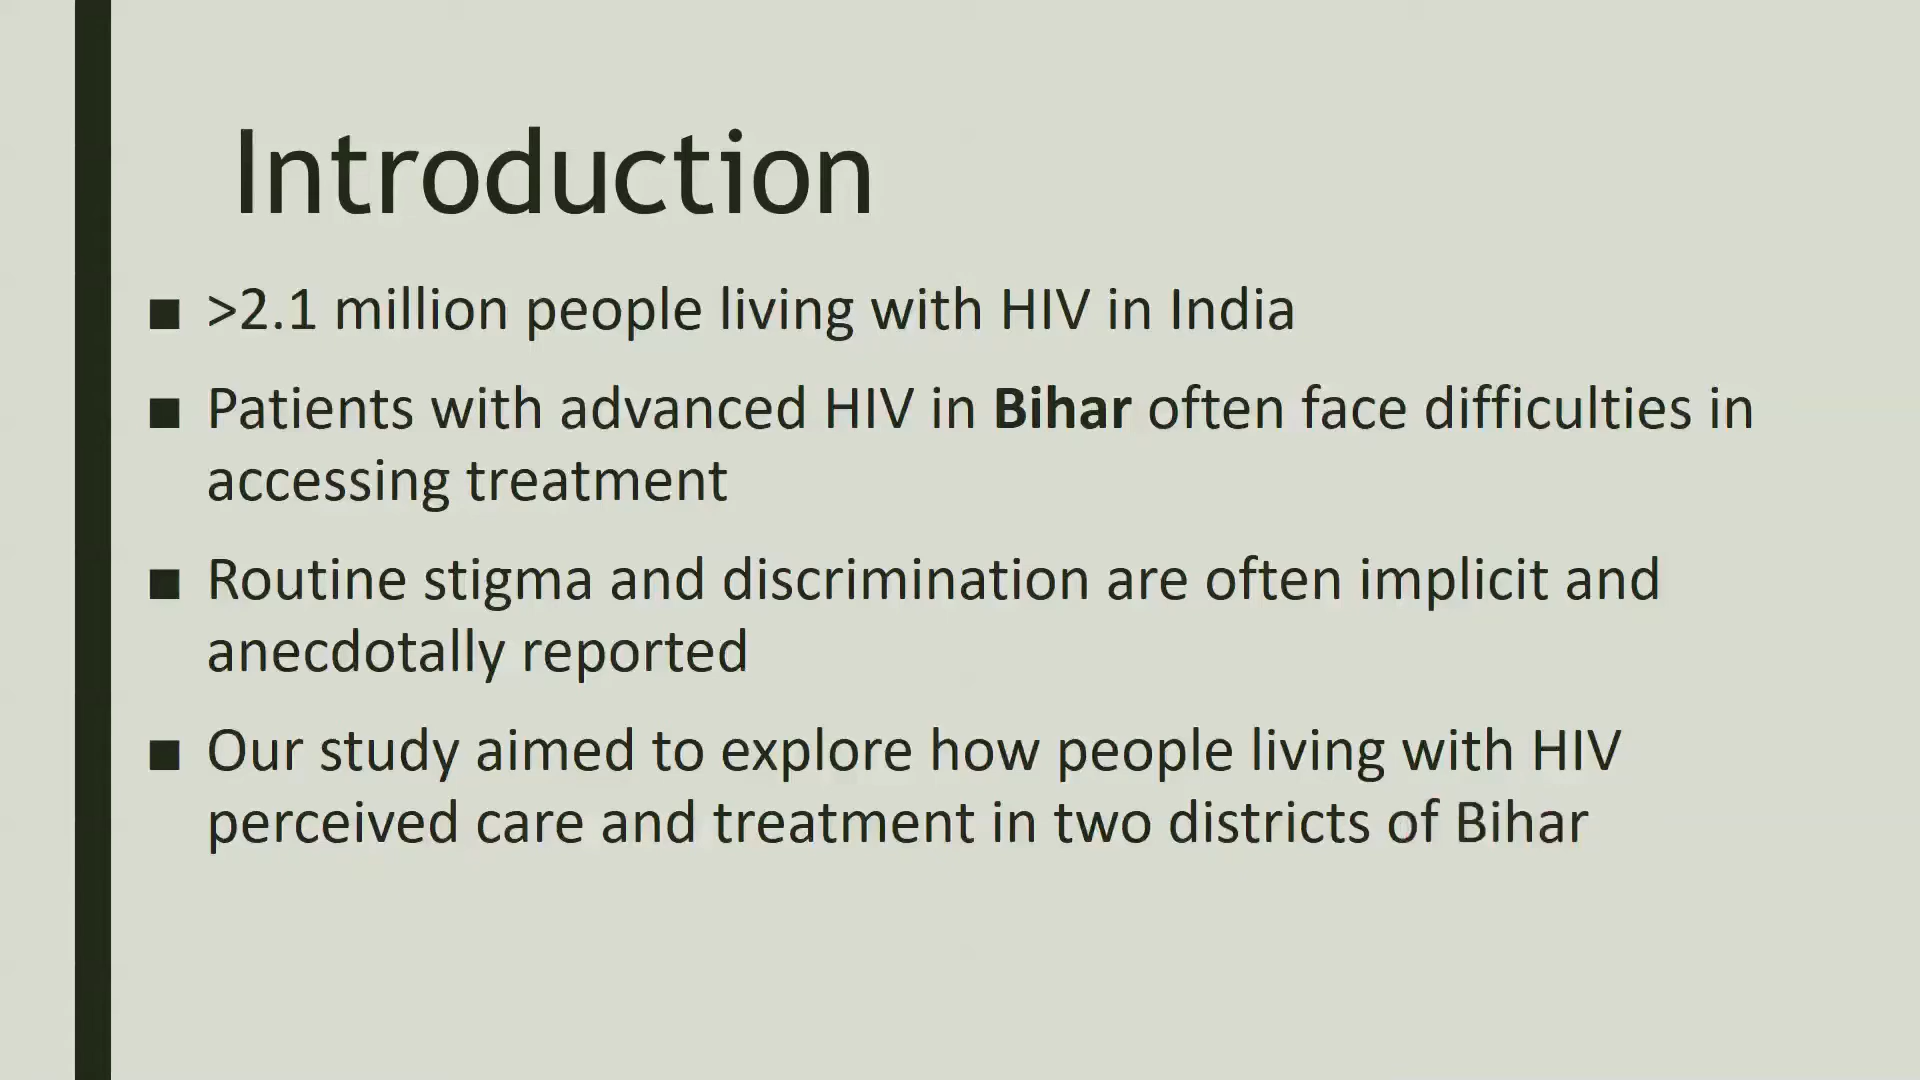 Introduction
■ >2.1 million people living with HIV in India
■ Patients with advanced HIV in Bihar often face difficulties in
accessing treatment
■ Routine stigma and discrimination are often implicit and
anecdotally reported
■ Our study aimed to explore how people living with HIV
perceived care and treatment in two districts of Bihar